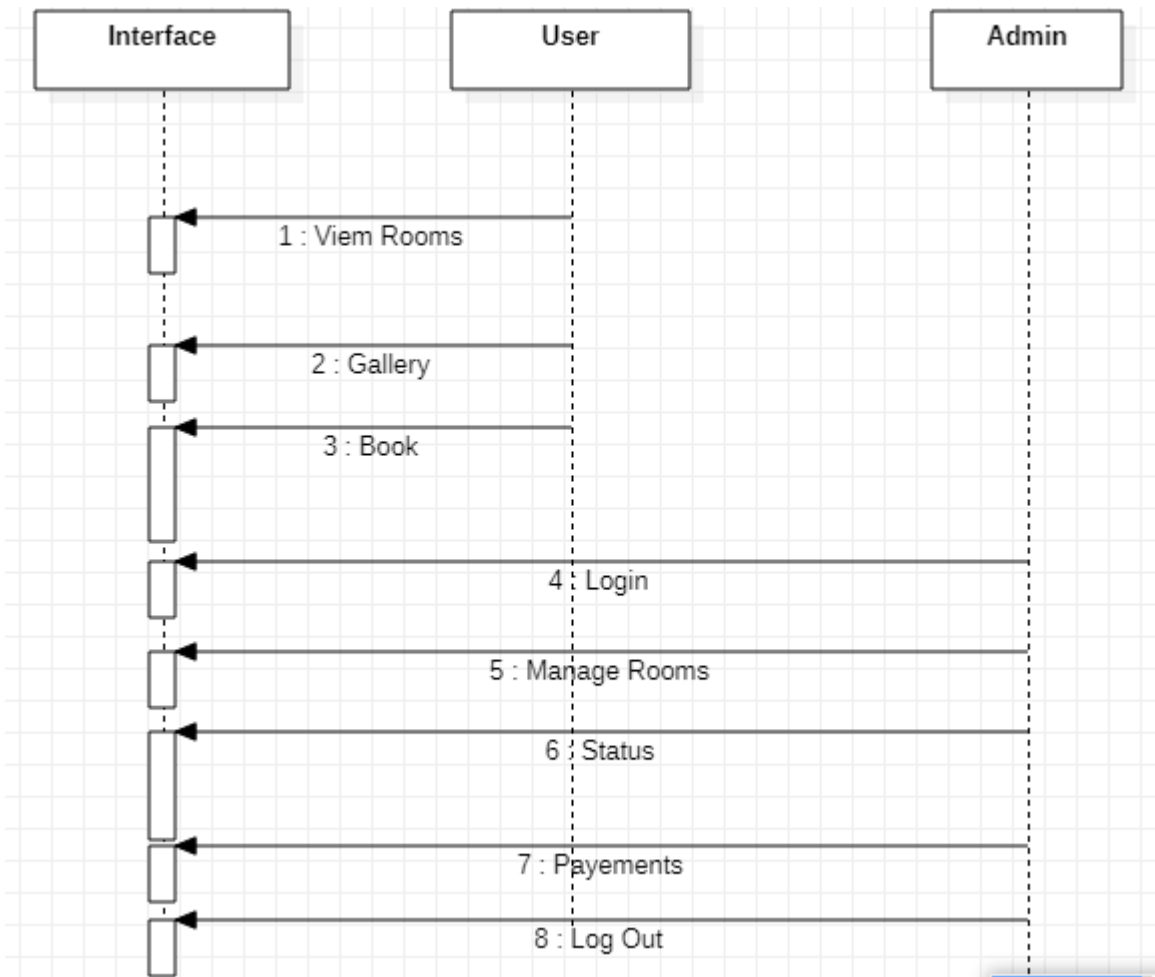 Interface
User
Admin
1 : Viem Rooms
2 : Gallery
3 : Book
4 : Login
5 : Manage Rooms
6 : Status
7 : Payements
8 : Log Out